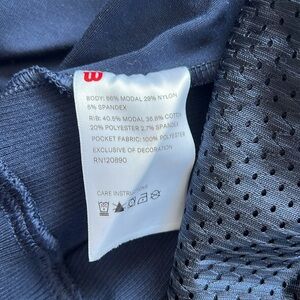 BODY: 66% MODAL 29% NYLON
5% SPANDEX
RIB: 40.5% MODAL 36.8% COTTON
20% POLYESTER 2.7% SPANDEX
POCKET FABRIC: 100% POLYESTER
EXCLUSIVE OF DECORATION
RN120890
CARE INSTRUCTIONS